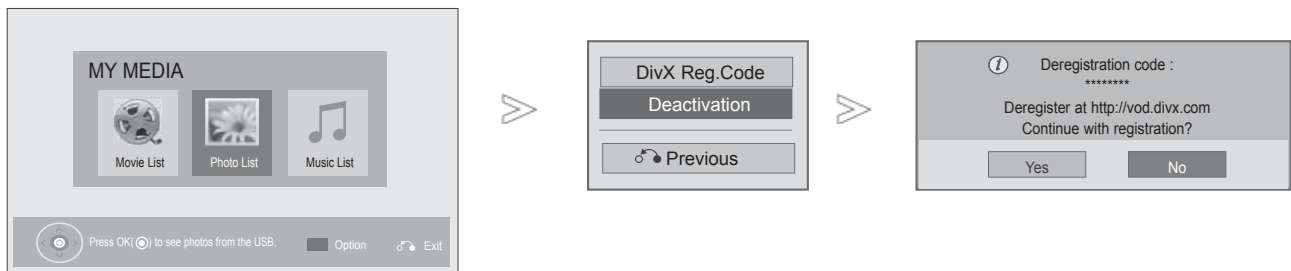 MY MEDIA
Movie List
Photo List
Music List
Press OK(◉) to see photos from the USB.
Option
Exit
DivX Reg.Code
Deactivation
Previous
Deregistration code :
********
Deregister at http://vod.divx.com
Continue with registration?
Yes
No